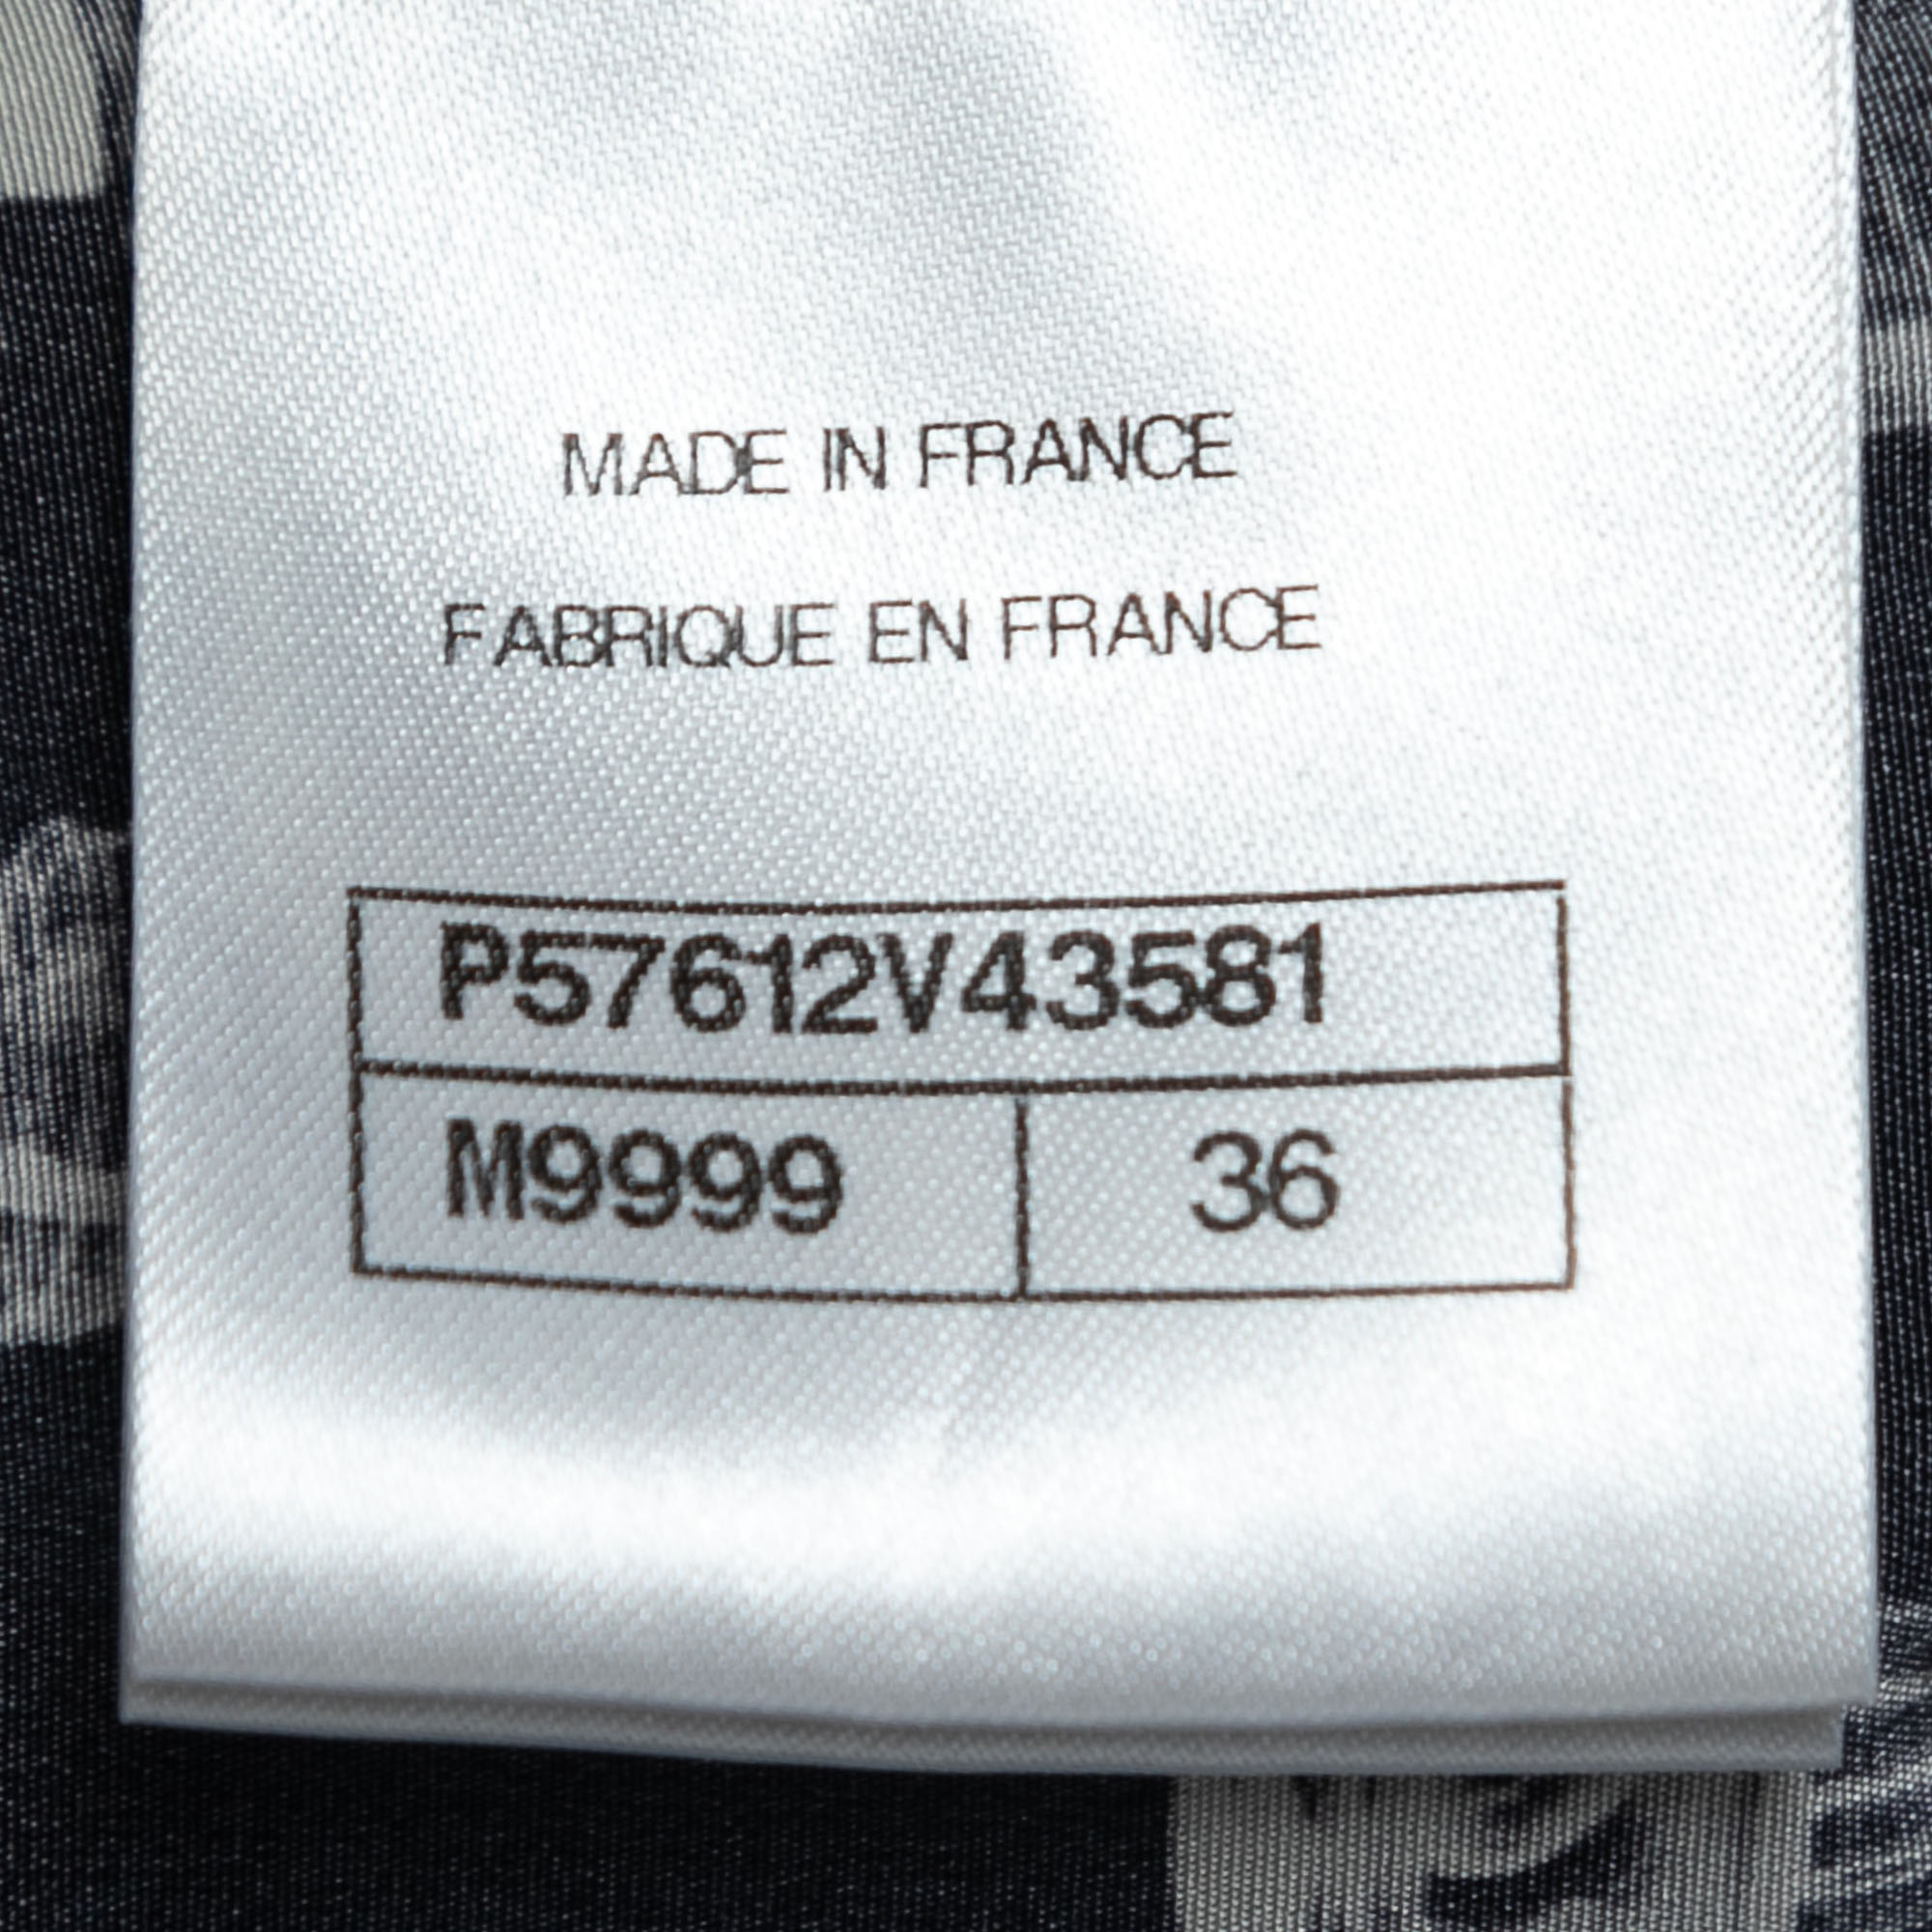 MADE IN FRANCE
FABRIQUE EN FRANCE
P57612V43581
M9999 36